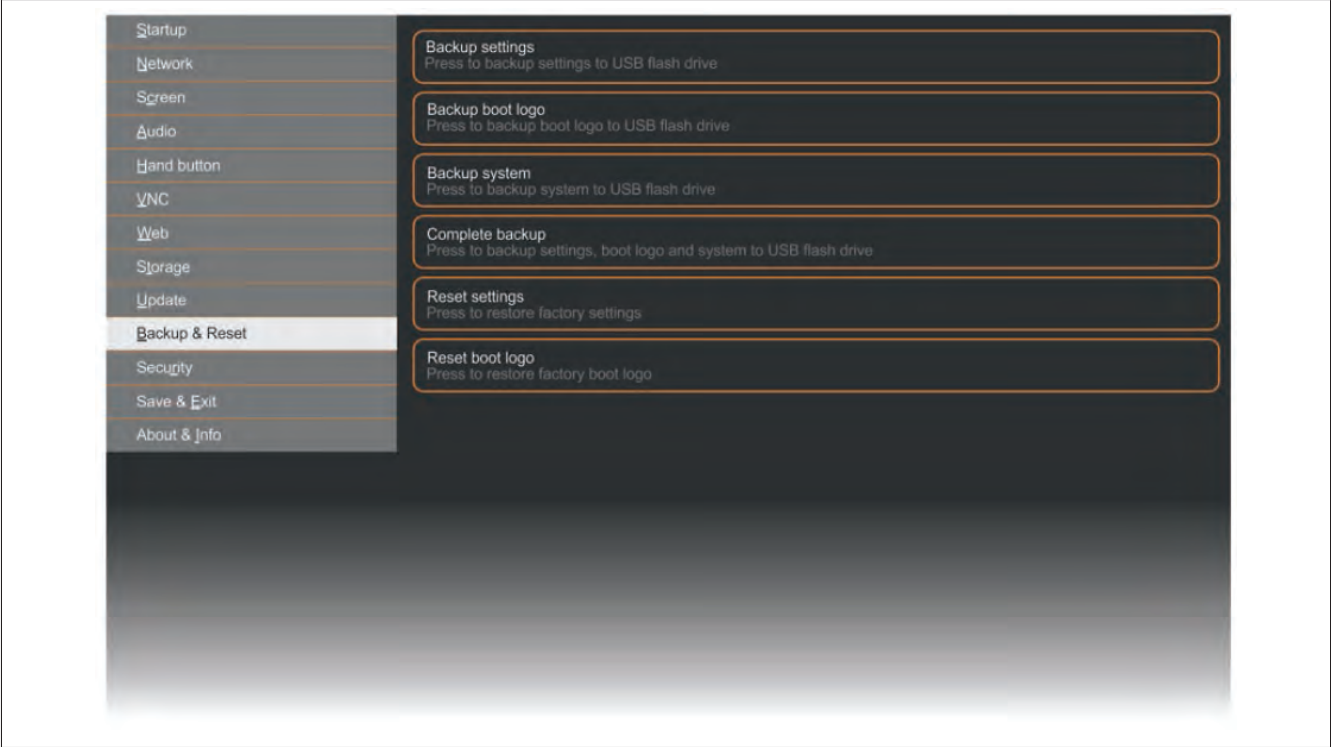 Startup
Network
Screen
Audio
Hand button
VNC
Web
Storage
Update
Backup & Reset
Security
Save & Exit
About & Info
Backup settings
Press to backup settings to USB flash drive
Backup boot logo
Press to backup boot logo to USB flash drive
Backup system
Press to backup system to USB flash drive
Complete backup
Press to backup settings, boot logo and system to USB flash drive
Reset settings
Press to restore factory settings
Reset boot logo
Press to restore factory boot logo